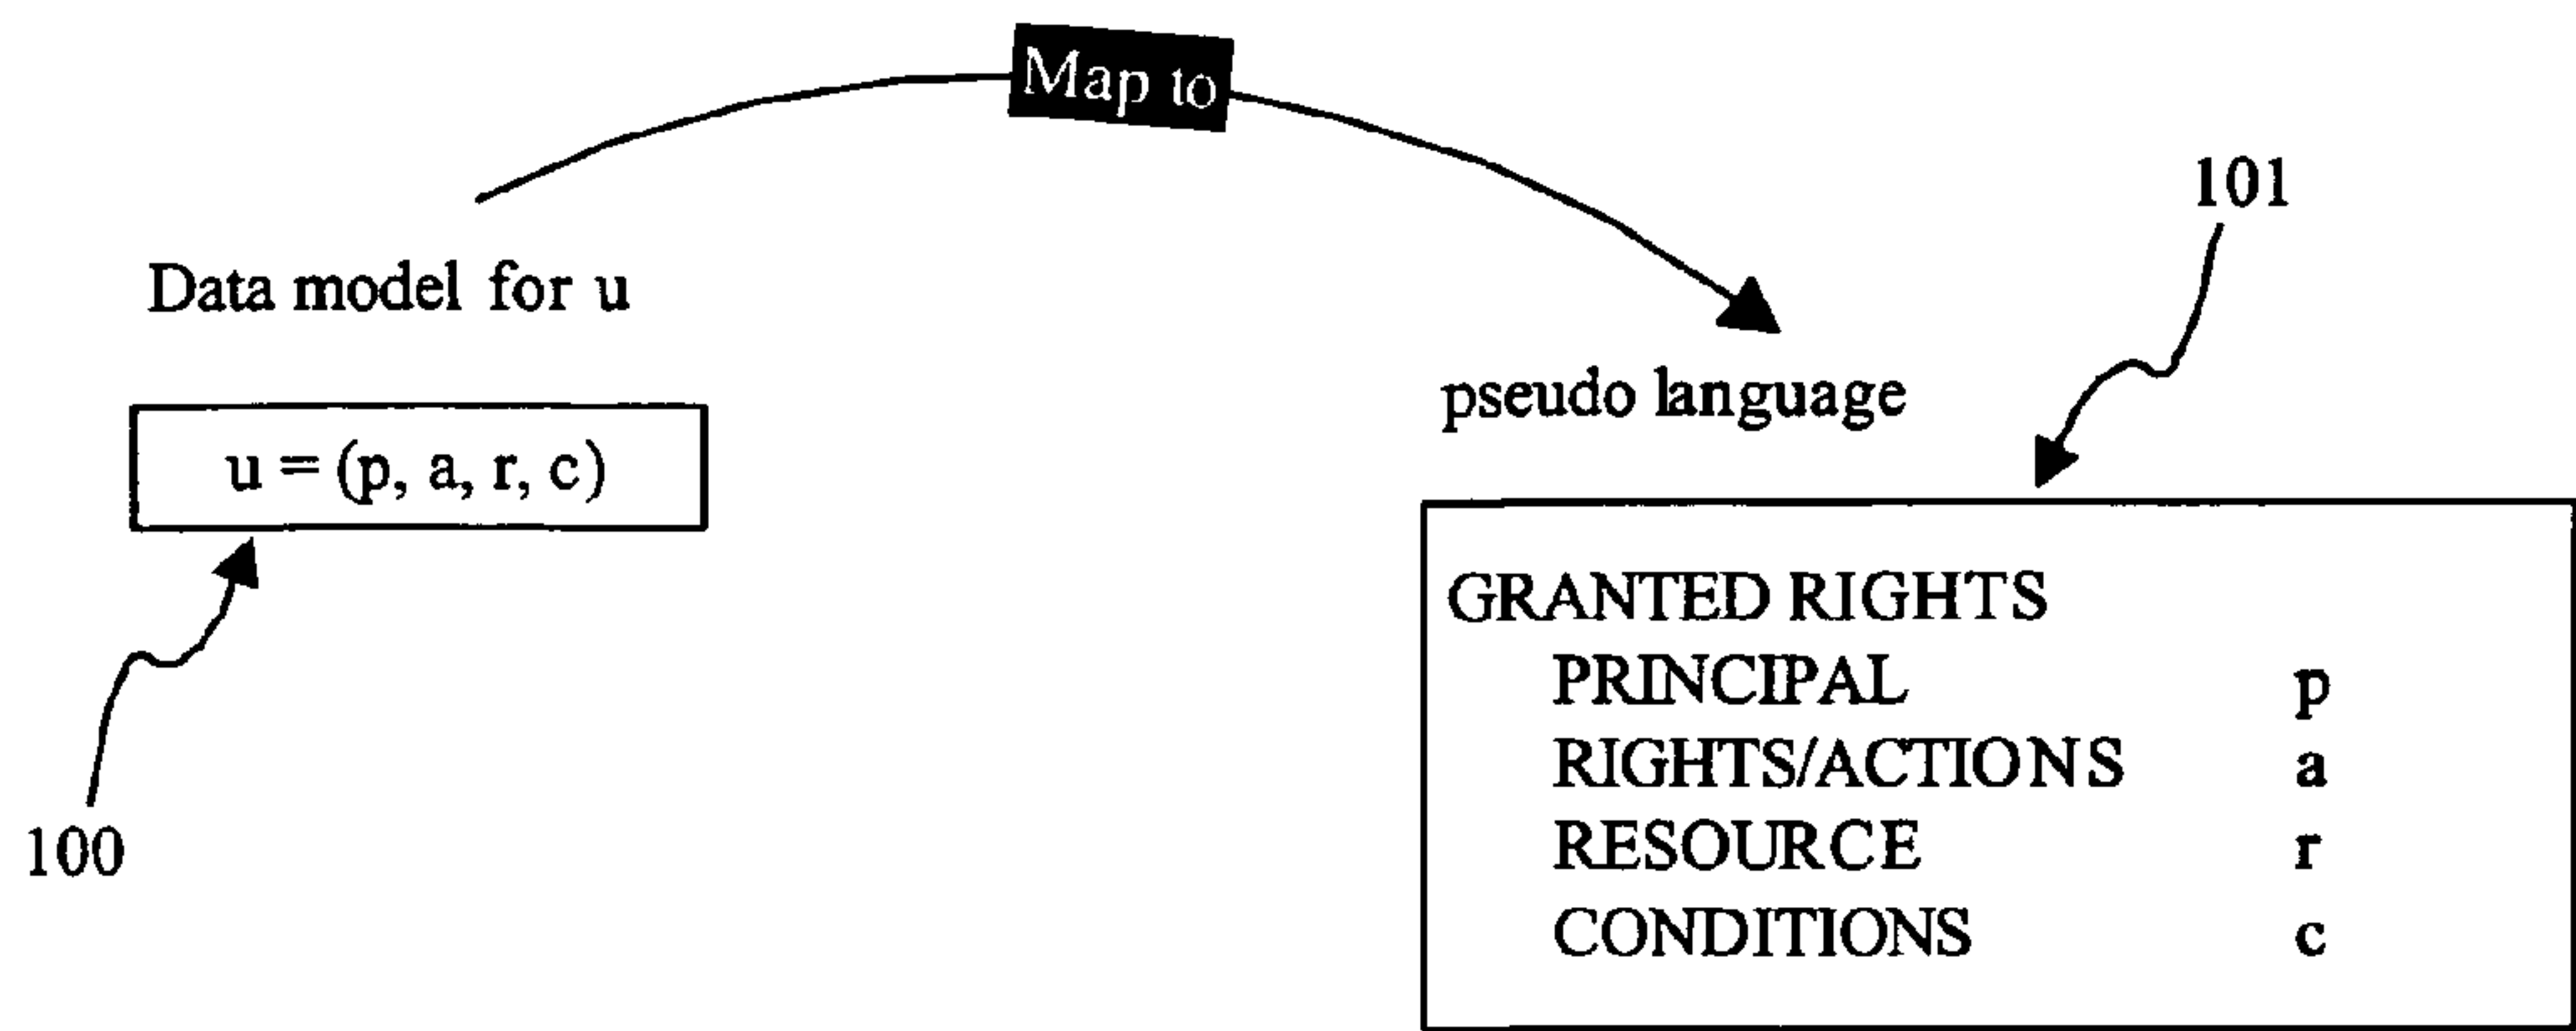 Map to
101
Data model for u
pseudo language
u = (p, a, r, c)
GRANTED RIGHTS
PRINCIPAL p
RIGHTS/ACTIONS a
100
RESOURCE r
CONDITIONS c